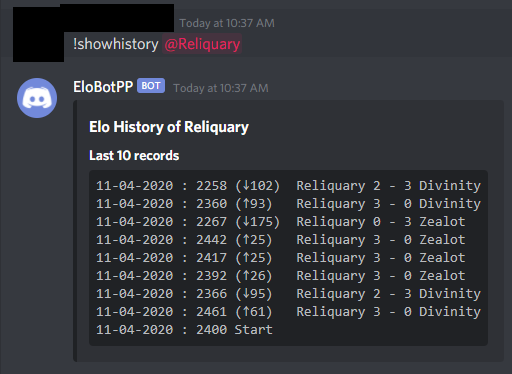 Today at 10:37 AM
!showhistory @Reliquary
EloBotPP BOT Today at 10:37 AM
Elo History of Reliquary
Last 10 records
11-04-2020 : 2258 (↓102)  Reliquary 2 - 3 Divinity
11-04-2020 : 2360 (↑93)   Reliquary 3 - 0 Divinity
11-04-2020 : 2267 (↓175)  Reliquary 0 - 3 Zealot
11-04-2020 : 2442 (↑25)   Reliquary 3 - 0 Zealot
11-04-2020 : 2417 (↑25)   Reliquary 3 - 0 Zealot
11-04-2020 : 2392 (↑26)   Reliquary 3 - 0 Zealot
11-04-2020 : 2366 (↓95)   Reliquary 2 - 3 Divinity
11-04-2020 : 2461 (↑61)   Reliquary 3 - 0 Divinity
11-04-2020 : 2400 Start